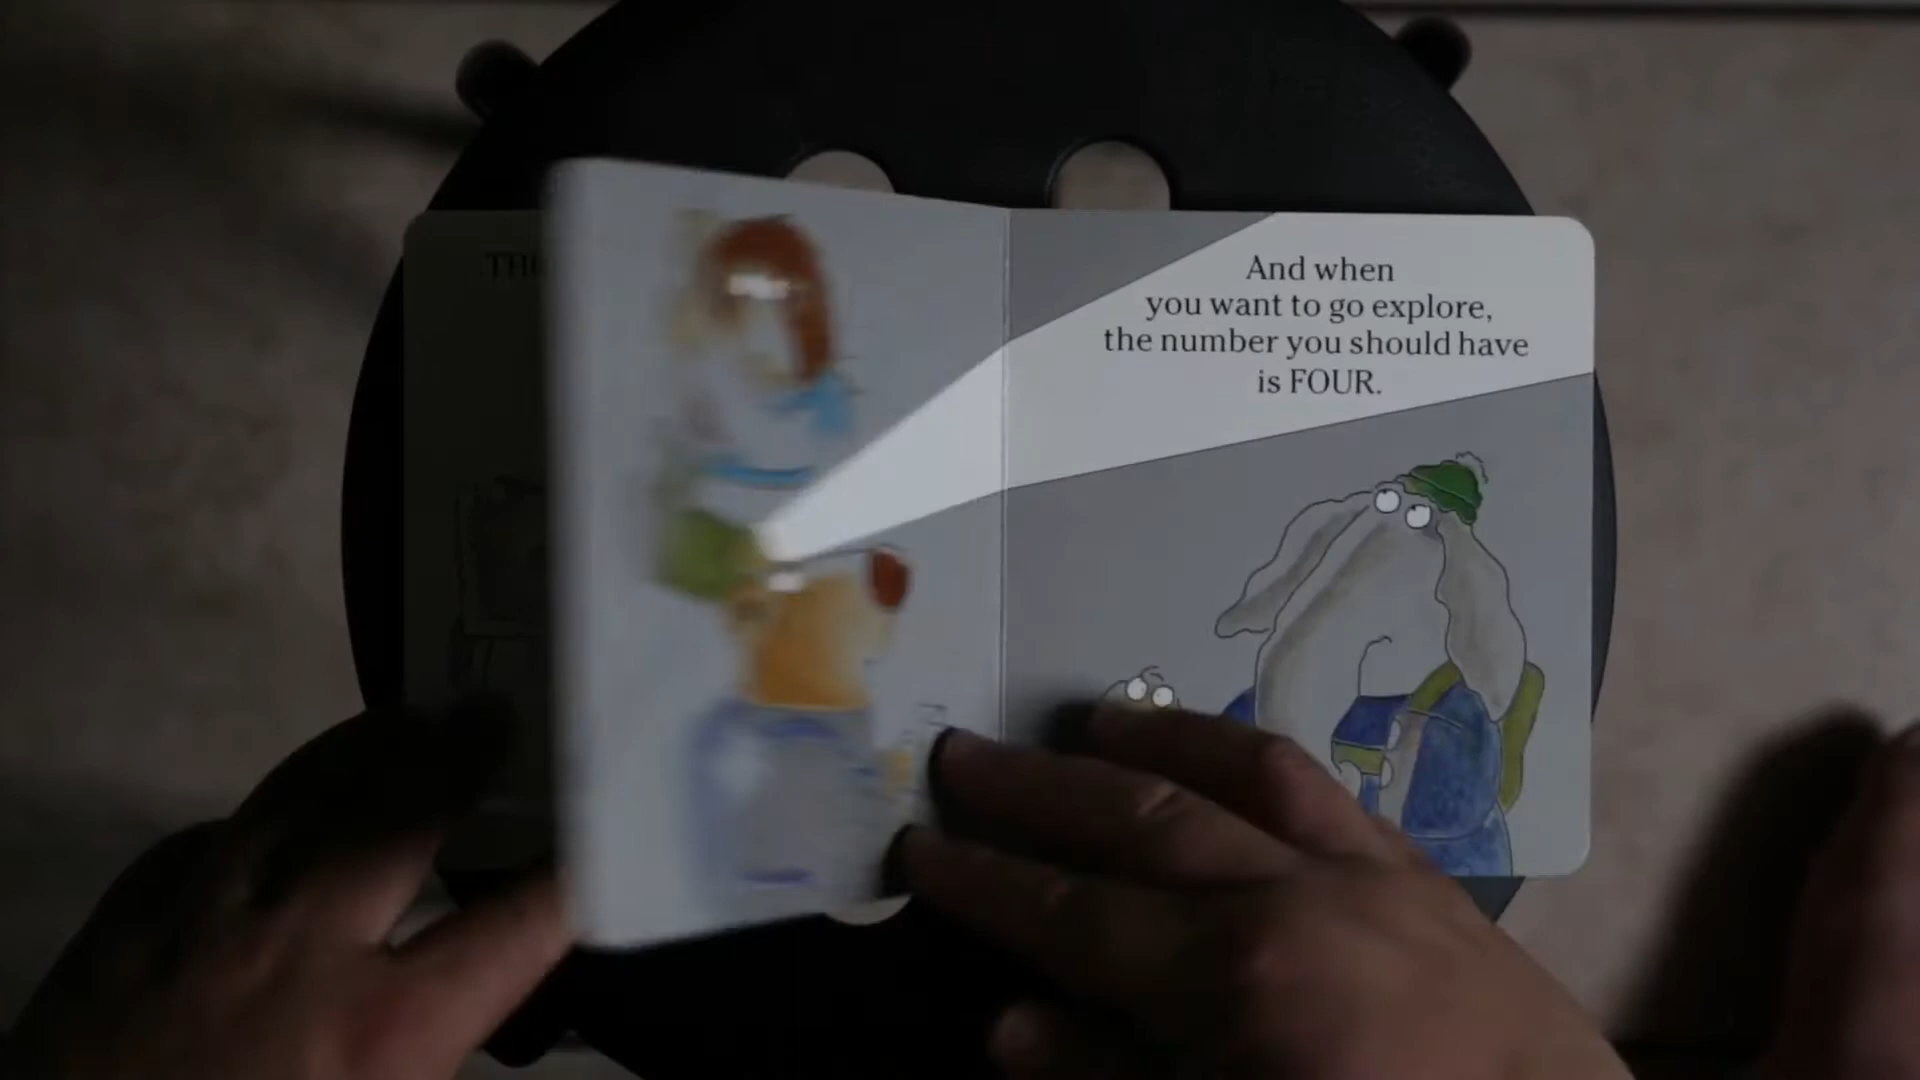 And when
you want to go explore,
the number you should have
is FOUR.